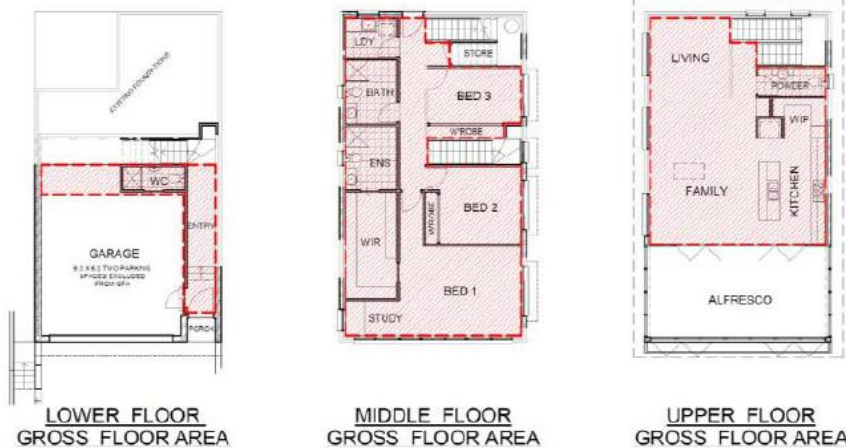 EXISTING FOUNDATIONS
WC
ENTRY
GARAGE
6.0 X 6.0 TWO PARKING
SPACES EXCLUDED
FROM GFA
PORCH
LOWER FLOOR
GROSS FLOOR AREA
LDY
STORE
BATH
BED 3
W'ROBE
ENS
BED 2
W'ROBE
WIR
BED 1
STUDY
MIDDLE FLOOR
GROSS FLOOR AREA
LIVING
POWDER
WIP
FAMILY
KITCHEN
ALFRESCO
UPPER FLOOR
GROSS FLOOR AREA